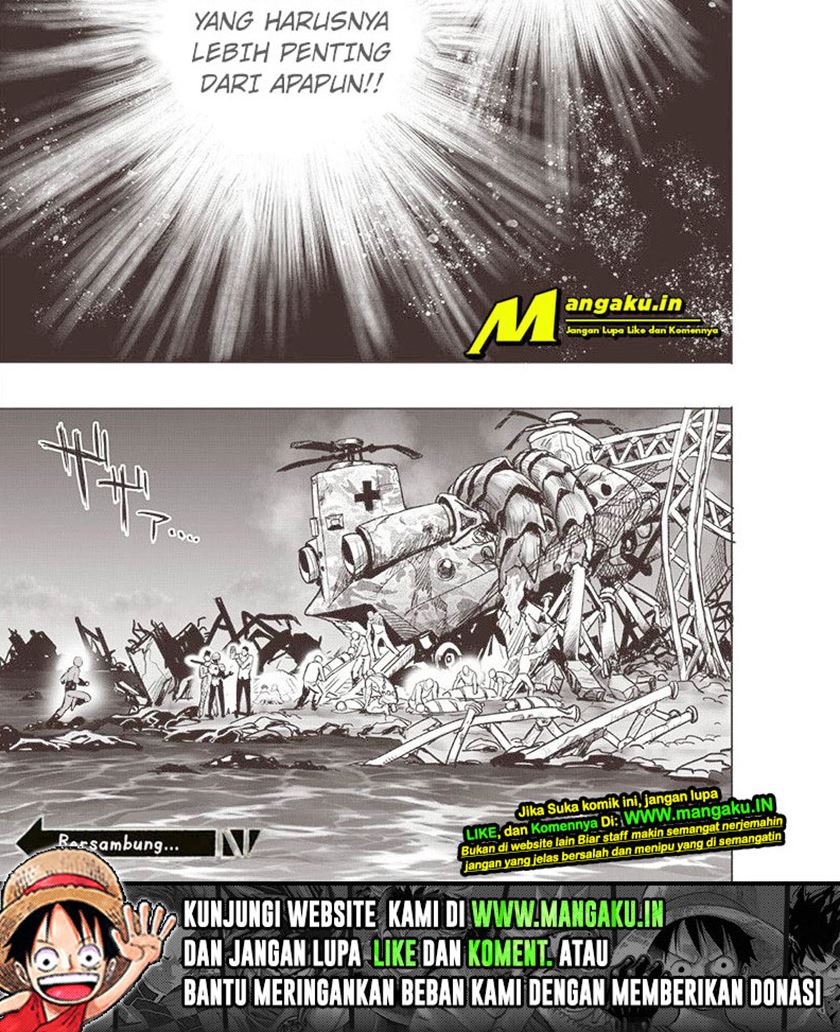 YANG HARUSNYA
LEBIH PENTING
DARI APAPUN!!
Mangaku.in
Jangan Lupa Like dan Komennya
ザザザァ....
Bersambung...
Jika Suka komik ini, jangan lupa
LIKE, dan Komennya Di: WWW.mangaku.IN
Bukan di website lain Biar staff makin semangat nerjemahin
jangan yang jelas bersalah dan menipu yang di semangatin
KUNJUNGI WEBSITE KAMI DI WWW.MANGAKU.IN
DAN JANGAN LUPA LIKE DAN KOMENT. ATAU
BANTU MERINGANKAN BEBAN KAMI DENGAN MEMBERIKAN DONASI